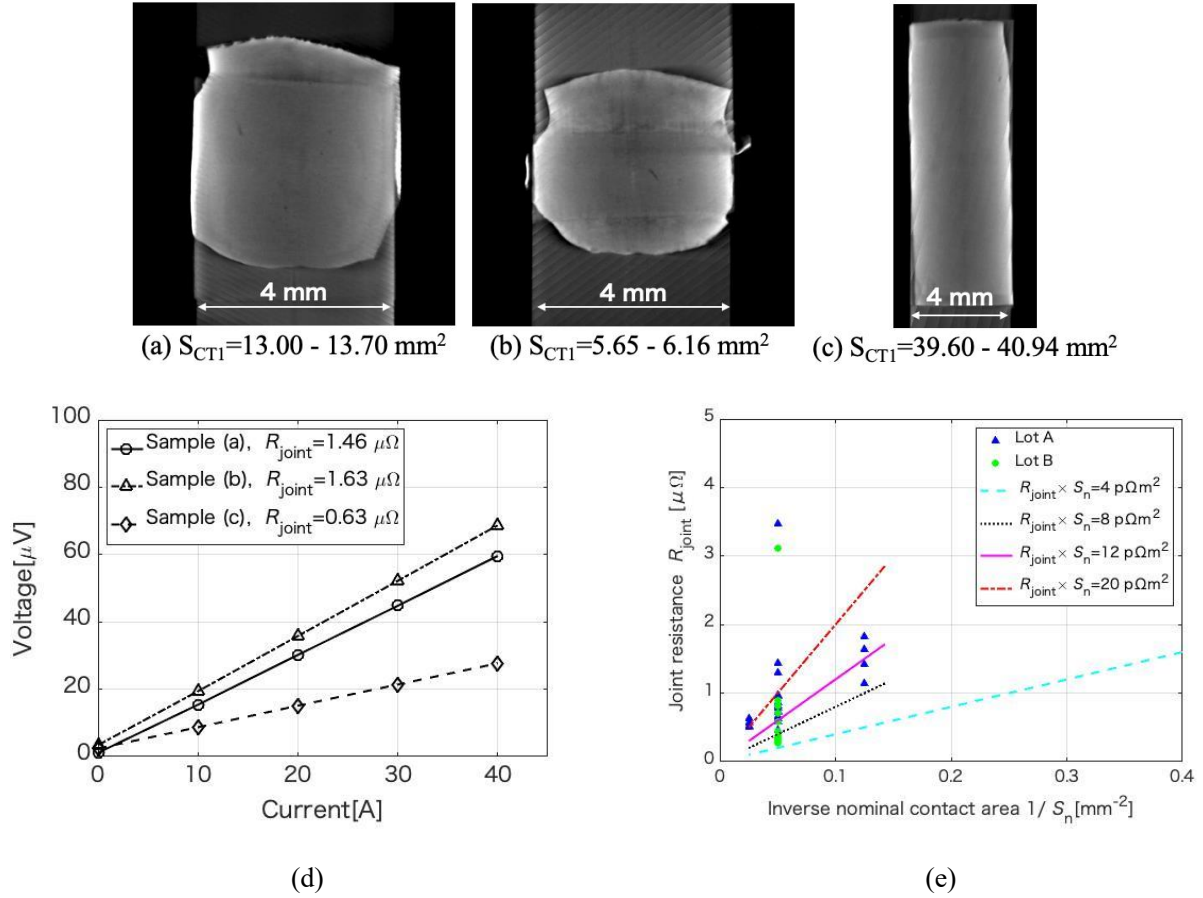 4 mm
4 mm
4 mm
(a) S_CT1=13.00 - 13.70 mm²
(b) S_CT1=5.65 - 6.16 mm²
(c) S_CT1=39.60 - 40.94 mm²
100
80
60
40
20
0
Voltage[μV]
Sample (a), R_joint=1.46 μΩ
Sample (b), R_joint=1.63 μΩ
Sample (c), R_joint=0.63 μΩ
0 10 20 30 40
Current[A]
(d)
5
4
3
2
1
0
Joint resistance R_joint [μΩ]
Lot A
Lot B
R_joint× S_n=4 pΩm²
R_joint× S_n=8 pΩm²
R_joint× S_n=12 pΩm²
R_joint× S_n=20 pΩm²
0 0.1 0.2 0.3 0.4
Inverse nominal contact area 1/ S_n[mm⁻²]
(e)